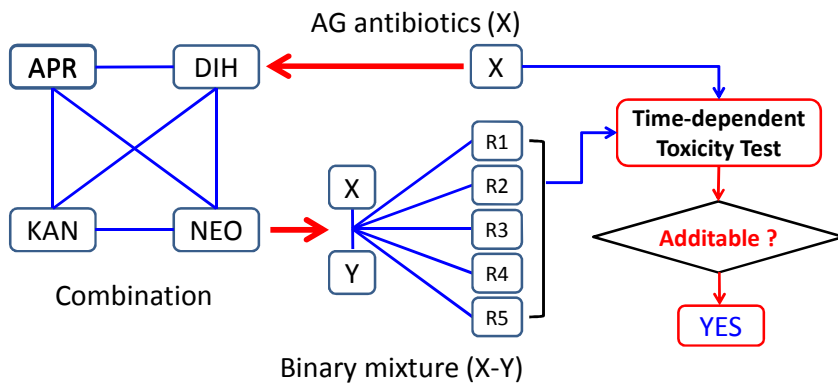 AG antibiotics (X)
APR
DIH
X
Time-dependent
Toxicity Test
R1
R2
R3
R4
R5
X
Y
KAN
NEO
Additable ?
YES
Combination
Binary mixture (X-Y)